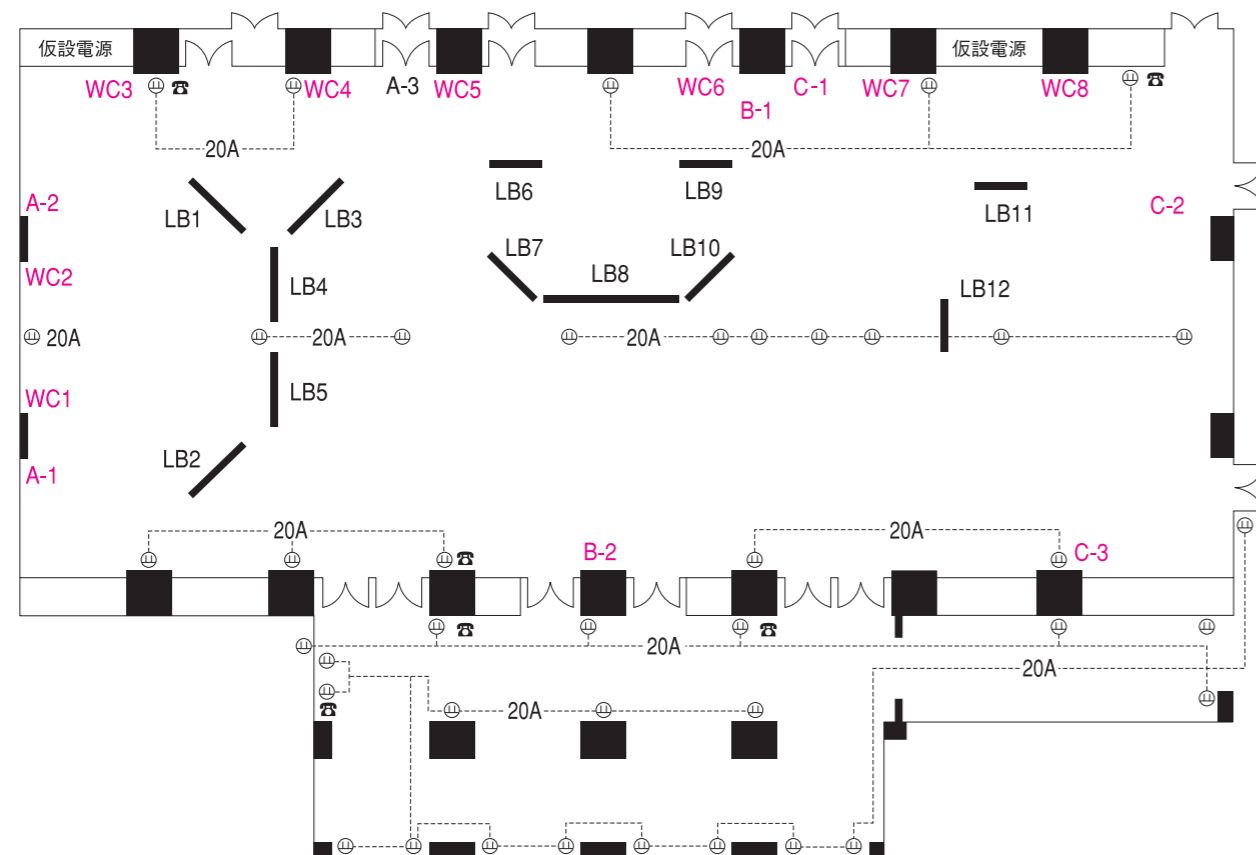 仮設電源
仮設電源
WC3
WC4
A-3
WC5
WC6
B-1
C-1
WC7
WC8
20A
20A
LB6
LB9
LB11
A-2
LB1
LB3
C-2
WC2
LB7
LB8
LB10
LB4
LB12
20A
20A
20A
WC1
LB5
A-1
LB2
20A
20A
B-2
C-3
20A
20A
20A